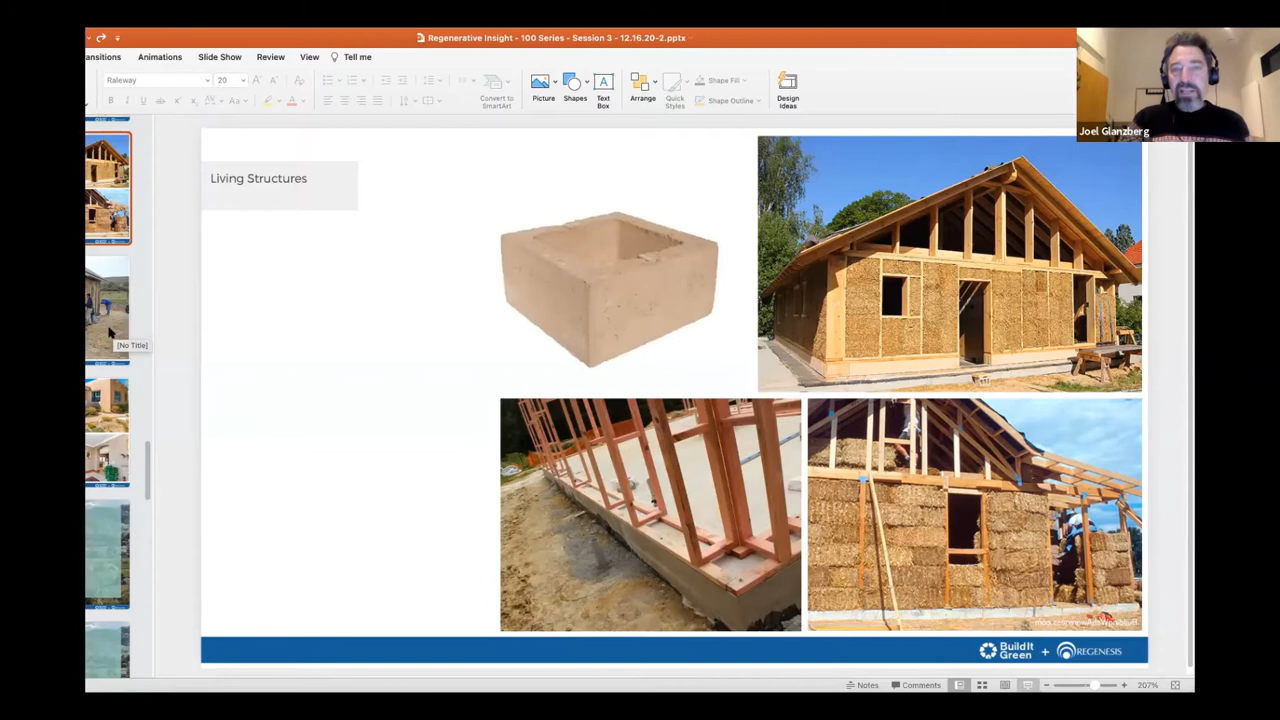 Regenerative Insight - 100 Series - Session 3 - 12.16.20-2.pptx
ansitions Animations Slide Show Review View Tell me
Raleway 20
Convert to SmartArt
Picture
Shapes
Text Box
Arrange
Quick Styles
Shape Fill
Shape Outline
Design Ideas
Joel Glanzberg
Living Structures
[No Title]
BuildItGreen + REGENESIS
Notes Comments 207%